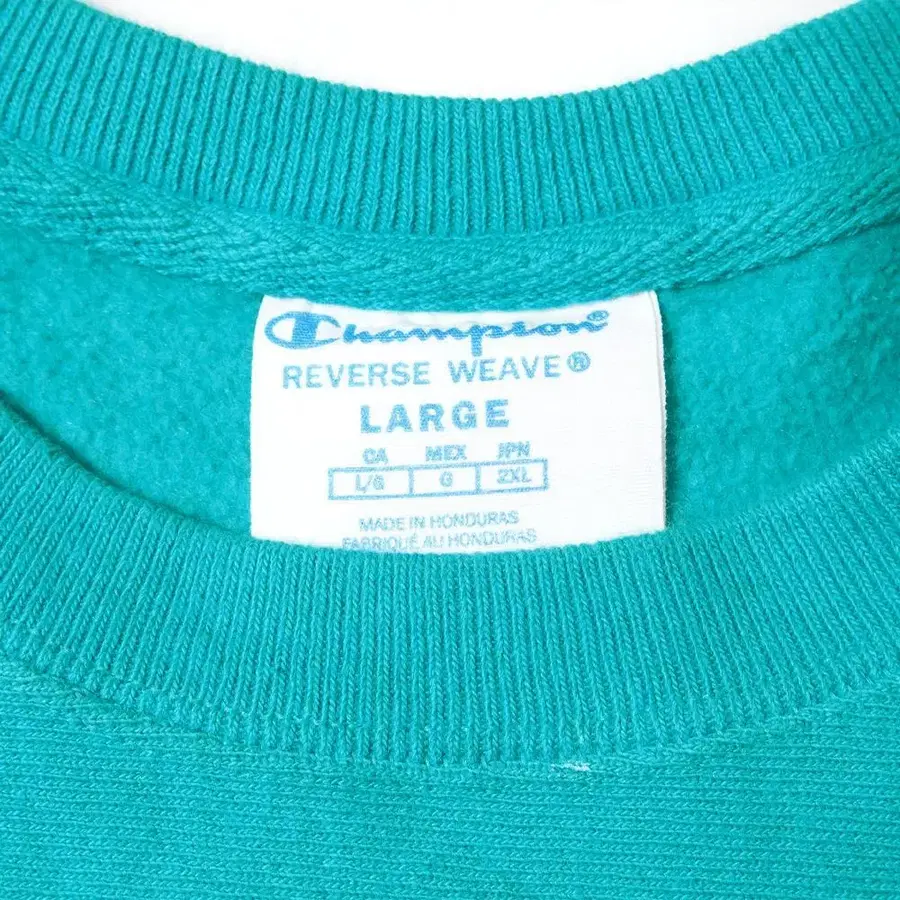 Champion®
REVERSE WEAVE®
LARGE
CA MEX JPN
L/G G 2XL
MADE IN HONDURAS
FABRIQUÉ AU HONDURAS